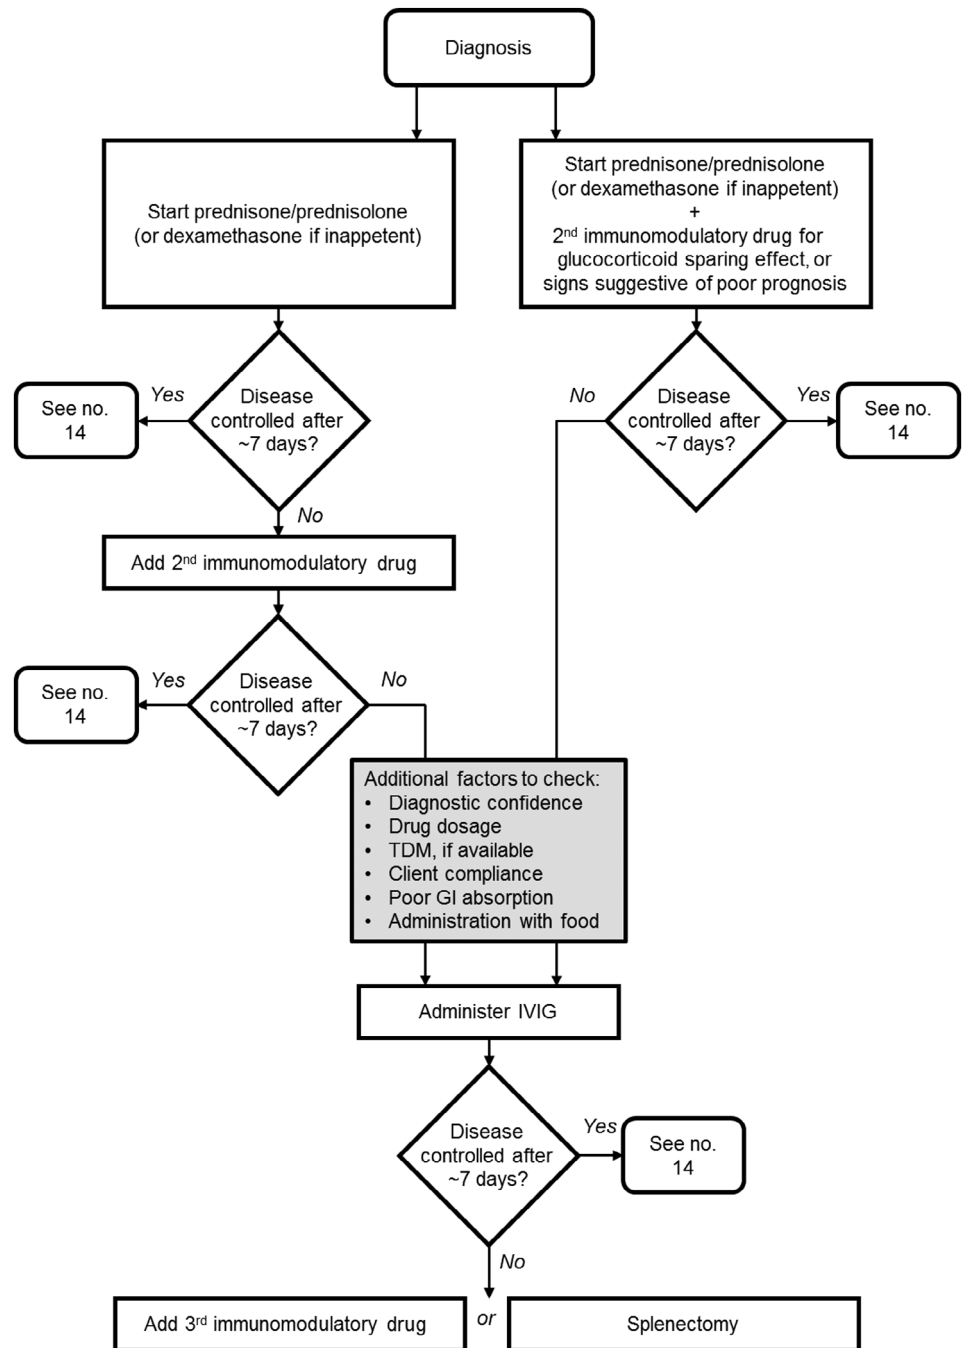 Diagnosis
Start prednisone/prednisolone
(or dexamethasone if inappetent)
Start prednisone/prednisolone
(or dexamethasone if inappetent)
+
2nd immunomodulatory drug for
glucocorticoid sparing effect, or
signs suggestive of poor prognosis
See no.
14
Yes
Disease
controlled after
~7 days?
No
No
Disease
controlled after
~7 days?
Yes
See no.
14
Add 2nd immunomodulatory drug
See no.
14
Yes
Disease
controlled after
~7 days?
No
Additional factors to check:
• Diagnostic confidence
• Drug dosage
• TDM, if available
• Client compliance
• Poor GI absorption
• Administration with food
Administer IVIG
Disease
controlled after
~7 days?
Yes
See no.
14
No
Add 3rd immunomodulatory drug
or
Splenectomy